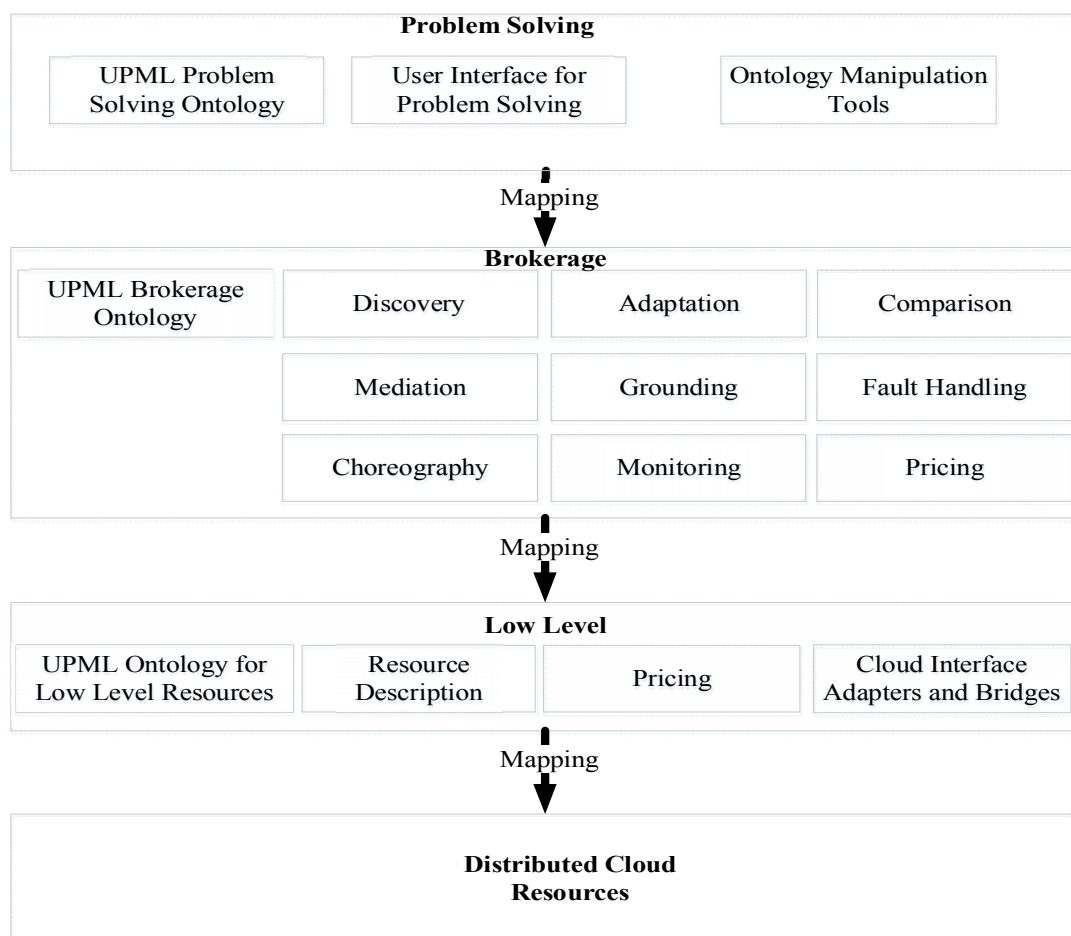 Problem Solving
UPML Problem
Solving Ontology
User Interface for
Problem Solving
Ontology Manipulation
Tools
Mapping
Brokerage
UPML Brokerage
Ontology
Discovery
Adaptation
Comparison
Mediation
Grounding
Fault Handling
Choreography
Monitoring
Pricing
Mapping
Low Level
UPML Ontology for
Low Level Resources
Resource
Description
Pricing
Cloud Interface
Adapters and Bridges
Mapping
Distributed Cloud
Resources